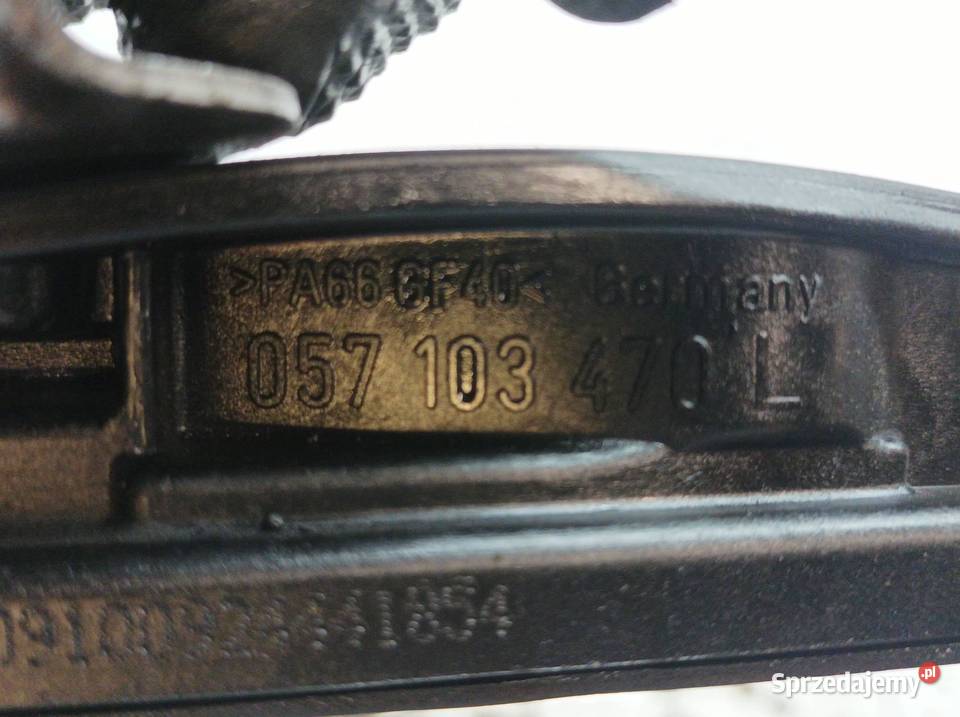 >PA66 GF40< Germany
057 103 470 L
Sprzedajemy.pl